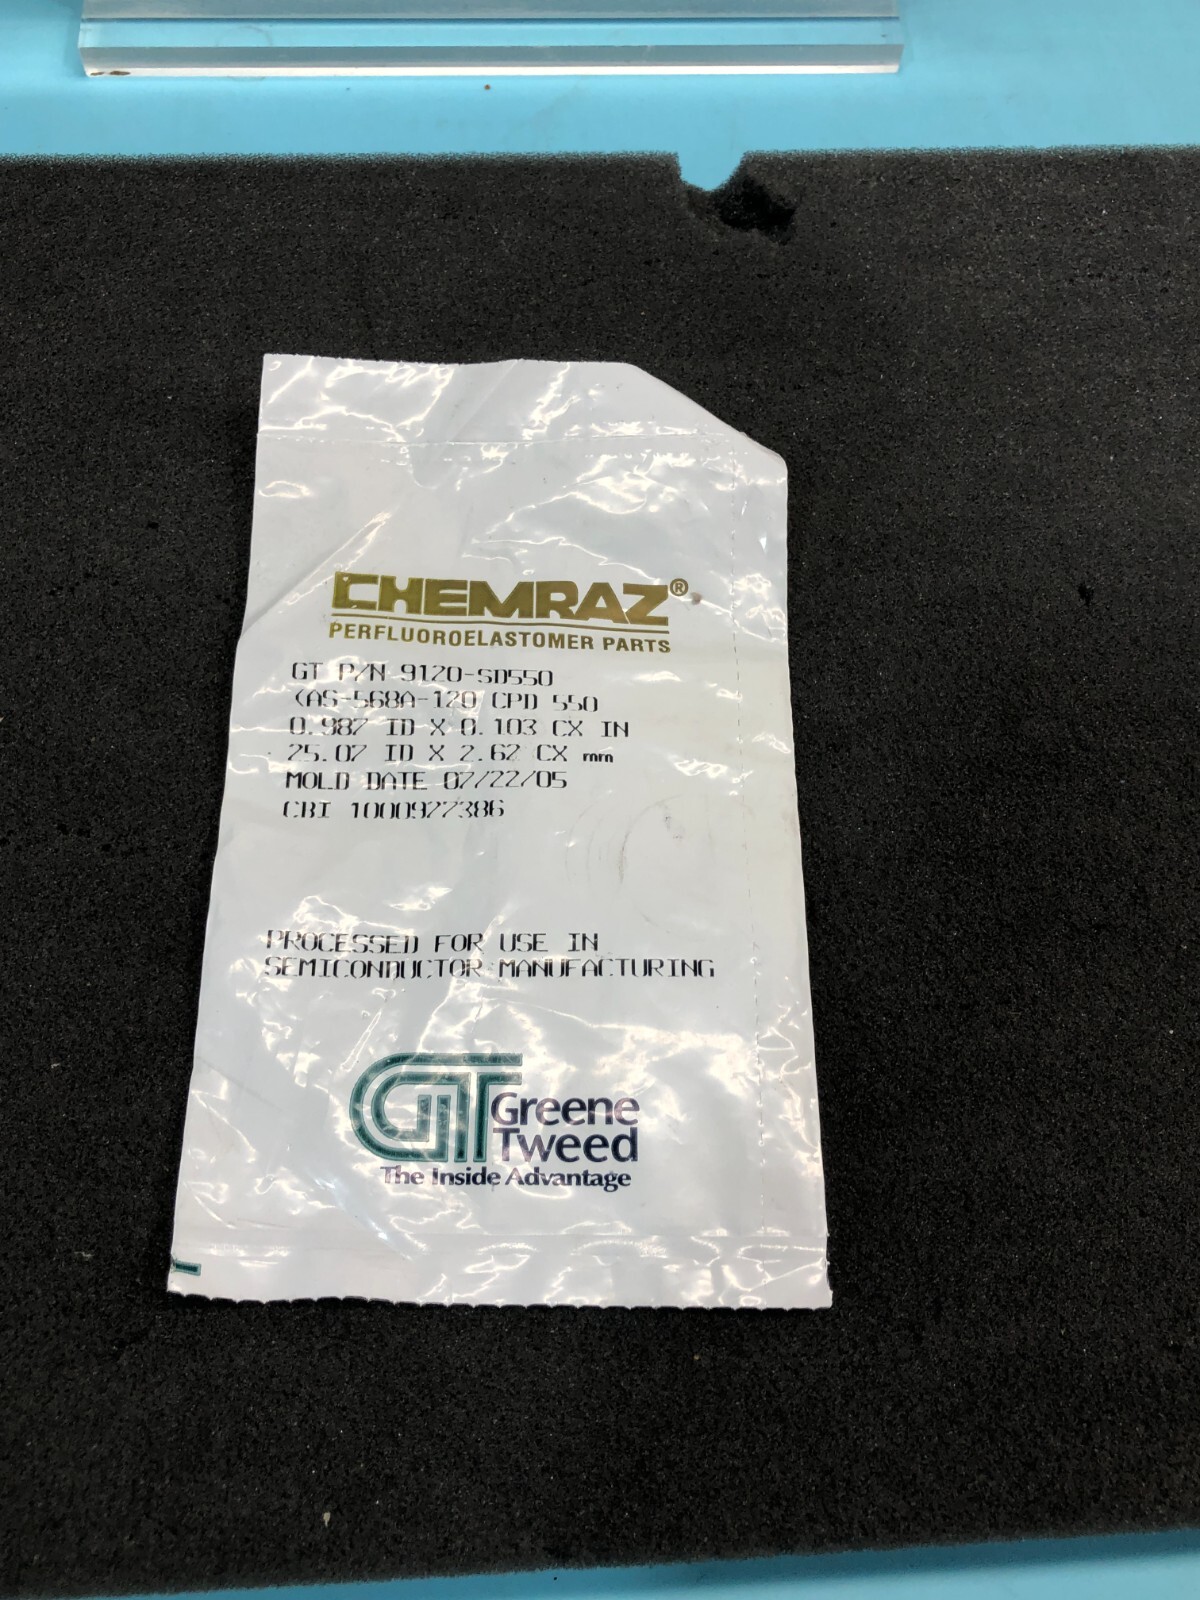 CHEMRAZ®
PERFLUOROELASTOMER PARTS
GT P/N 9120-SD550
(AS-568A-120 CPD 550
0.987 ID X 0.103 CX IN
25.07 ID X 2.62 CX mm
MOLD DATE 07/22/05
CBI 1000977386
PROCESSED FOR USE IN
SEMICONDUCTOR MANUFACTURING
GT Greene
Tweed
The Inside Advantage